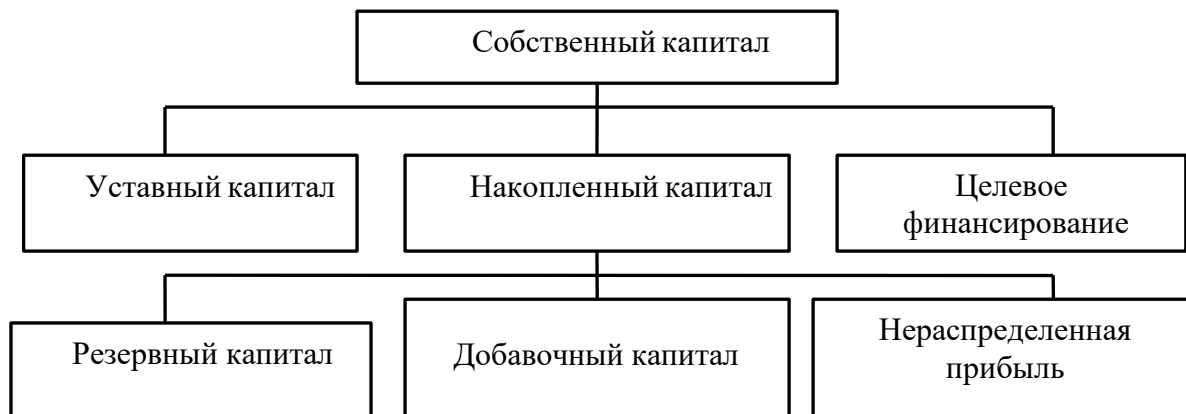 Собственный капитал
Уставный капитал
Накопленный капитал
Целевое
финансирование
Резервный капитал
Добавочный капитал
Нераспределенная
прибыль